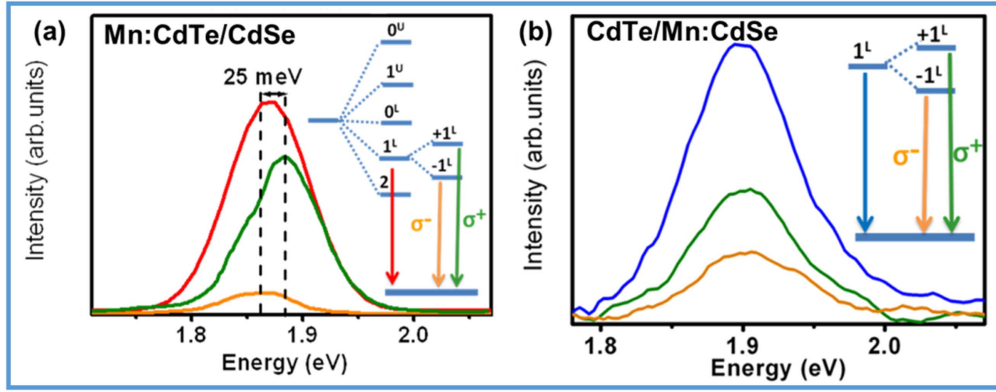 (a) Mn:CdTe/CdSe
25 meV
0ᵁ
1ᵁ
0ᴸ
1ᴸ
+1ᴸ
-1ᴸ
2
σ⁻
σ⁺
Intensity (arb.units)
1.8 1.9 2.0
Energy (eV)
(b) CdTe/Mn:CdSe
1ᴸ
+1ᴸ
-1ᴸ
σ⁻
σ⁺
Intensity (arb.units)
1.8 1.9 2.0
Energy (eV)